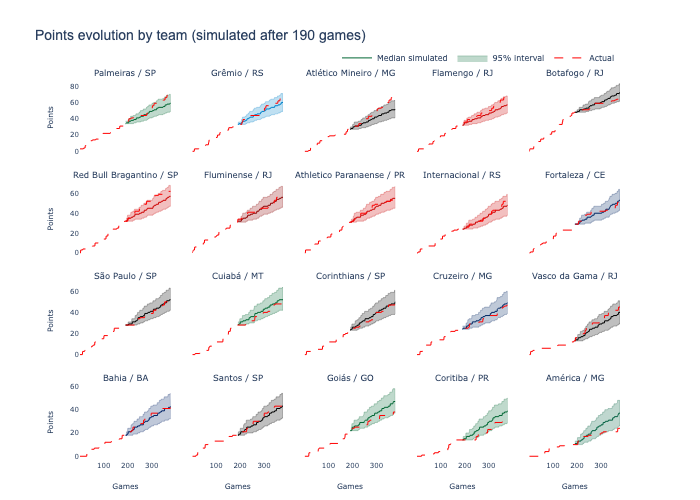 Points evolution by team (simulated after 190 games)
Median simulated 95% interval Actual
Palmeiras / SP Grêmio / RS Atlético Mineiro / MG Flamengo / RJ Botafogo / RJ
80
60
Points
40
20
0
Red Bull Bragantino / SP Fluminense / RJ Athletico Paranaense / PR Internacional / RS Fortaleza / CE
60
Points
40
20
0
São Paulo / SP Cuiabá / MT Corinthians / SP Cruzeiro / MG Vasco da Gama / RJ
60
Points
40
20
0
Bahia / BA Santos / SP Goiás / GO Coritiba / PR América / MG
60
Points
40
20
0
100 200 300 100 200 300 100 200 300 100 200 300 100 200 300
Games Games Games Games Games